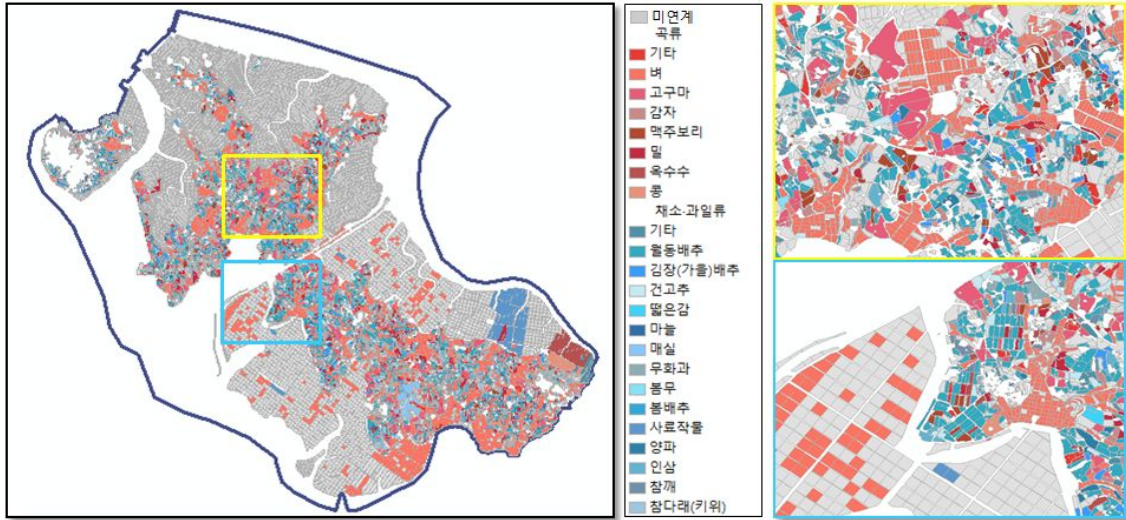 미연계
곡류
기타
벼
고구마
감자
맥주보리
밀
옥수수
콩
채소·과일류
기타
월동배추
김장(가을)배추
건고추
떫은감
마늘
매실
무화과
봄무
봄배추
사료작물
양파
인삼
참깨
참다래(키위)